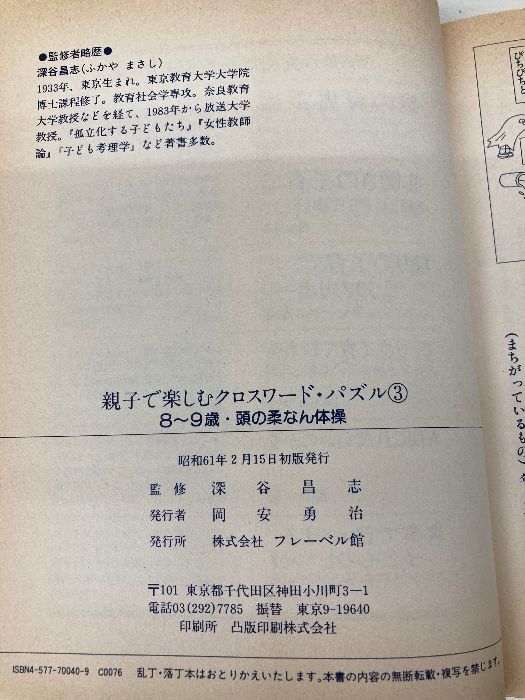 ●監修者略歴●
深谷昌志(ふかや まさし)
1933年、東京生まれ。東京教育大学大学院
博士課程修了。教育社会学専攻。奈良教育
大学教授などを経て、1983年から放送大学
教授。『孤立化する子どもたち』『女性教師
論』『子ども考理学』など著書多数。
親子で楽しむクロスワード・パズル③
8〜9歳・頭の柔なん体操
昭和61年2月15日初版発行
監修 深谷昌志
発行者 岡安勇治
発行所 株式会社 フレーベル館
〒101 東京都千代田区神田小川町3−1
電話03(292)7785 振替 東京9-19640
印刷所 凸版印刷株式会社
ISBN4-577-70040-9 C0076 乱丁・落丁本はおとりかえいたします。本書の内容の無断転載・複写を禁じます。
ぴちぴちと
(まちがっているもの)